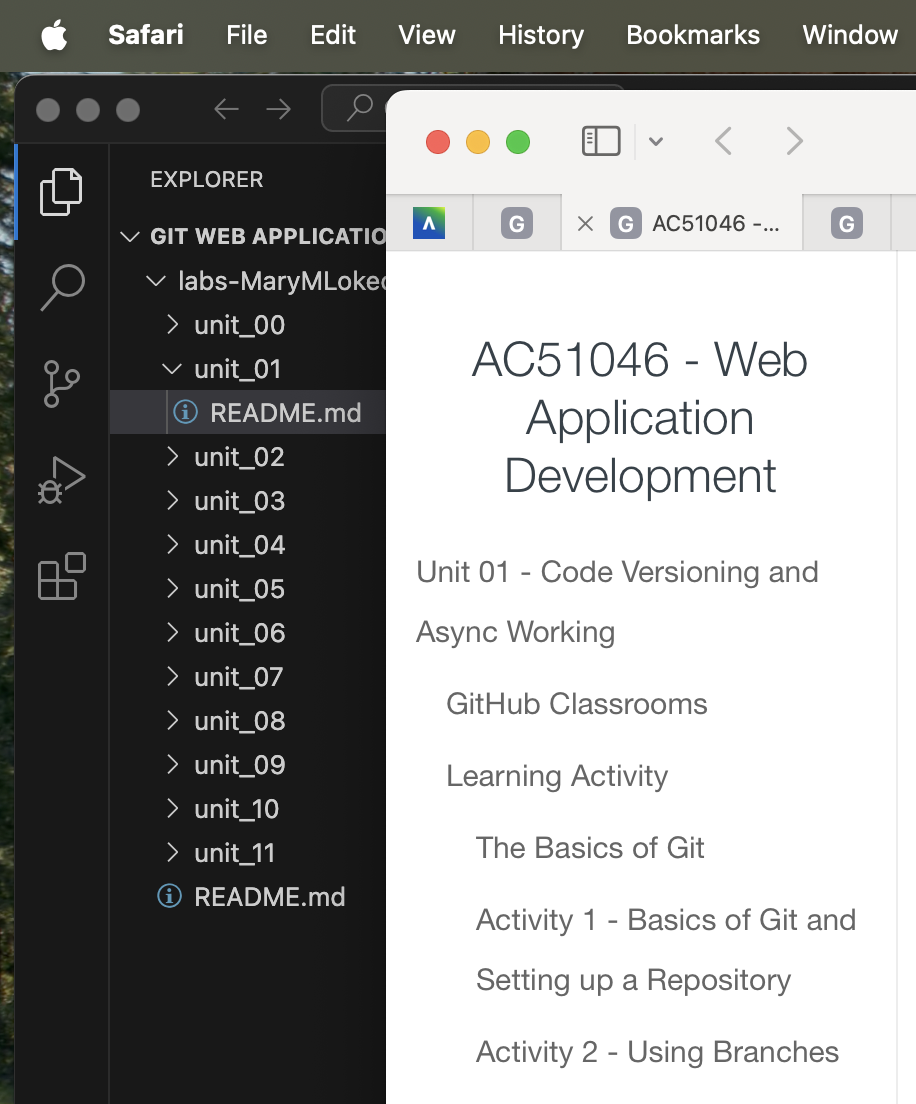 Safari File Edit View History Bookmarks Window
EXPLORER
GIT WEB APPLICATIO
labs-MaryMLoke
unit_00
unit_01
README.md
unit_02
unit_03
unit_04
unit_05
unit_06
unit_07
unit_08
unit_09
unit_10
unit_11
README.md
G
G AC51046 -...
G
AC51046 - Web
Application
Development
Unit 01 - Code Versioning and
Async Working
GitHub Classrooms
Learning Activity
The Basics of Git
Activity 1 - Basics of Git and
Setting up a Repository
Activity 2 - Using Branches